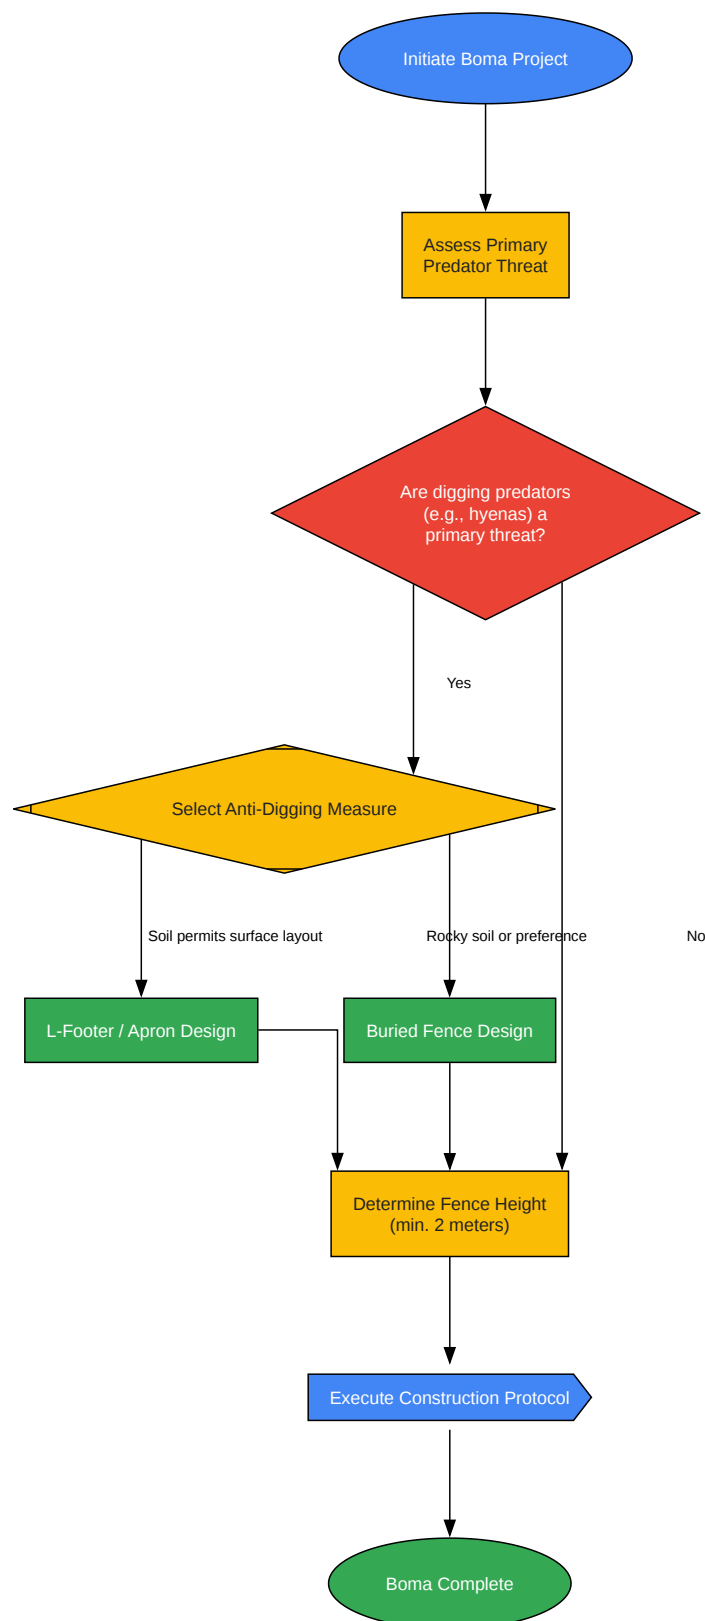 Initiate Boma Project
Assess Primary
Predator Threat
Are digging predators
(e.g., hyenas) a
primary threat?
Yes
Select Anti-Digging Measure
Soil permits surface layout
Rocky soil or preference
No
L-Footer / Apron Design
Buried Fence Design
Determine Fence Height
(min. 2 meters)
Execute Construction Protocol
Boma Complete